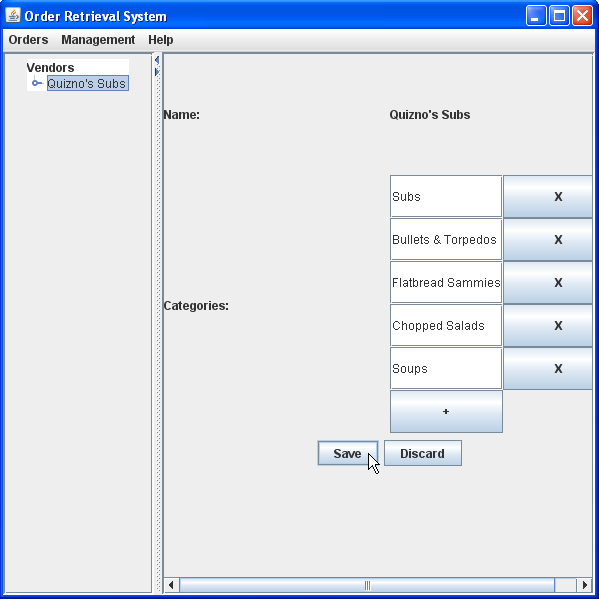 Order Retrieval System
Orders Management Help
Vendors
Quizno's Subs
Name: Quizno's Subs
Categories:
Subs X
Bullets & Torpedos X
Flatbread Sammies X
Chopped Salads X
Soups X
+
Save Discard